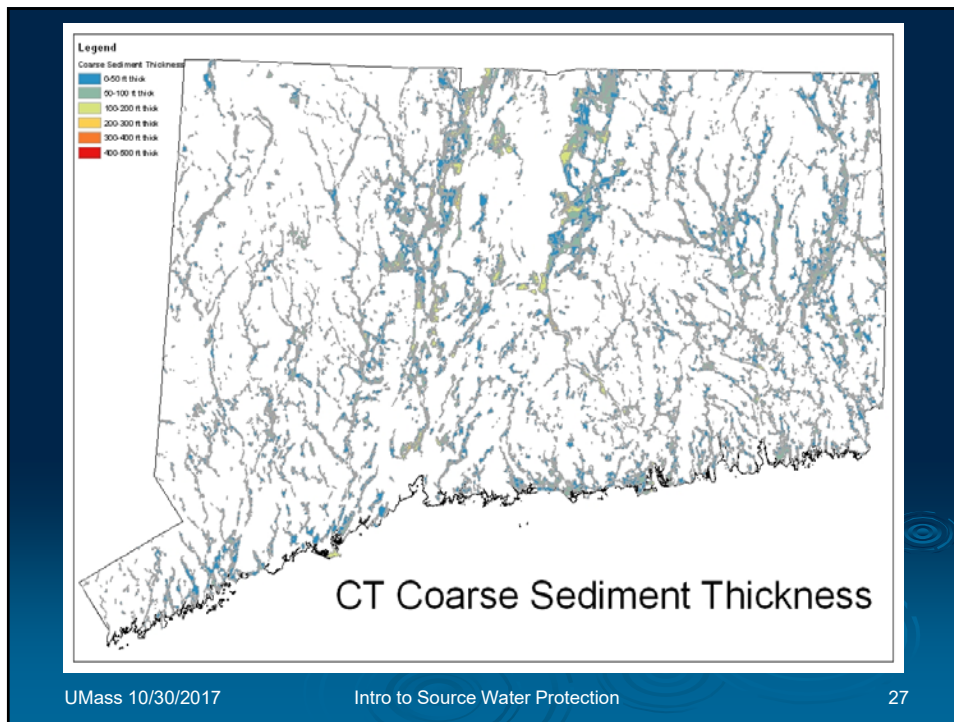 Legend
Coarse Sediment Thickness
0-50 ft thick
50-100 ft thick
100-200 ft thick
200-300 ft thick
300-400 ft thick
400-500 ft thick
CT Coarse Sediment Thickness
UMass 10/30/2017
Intro to Source Water Protection
27